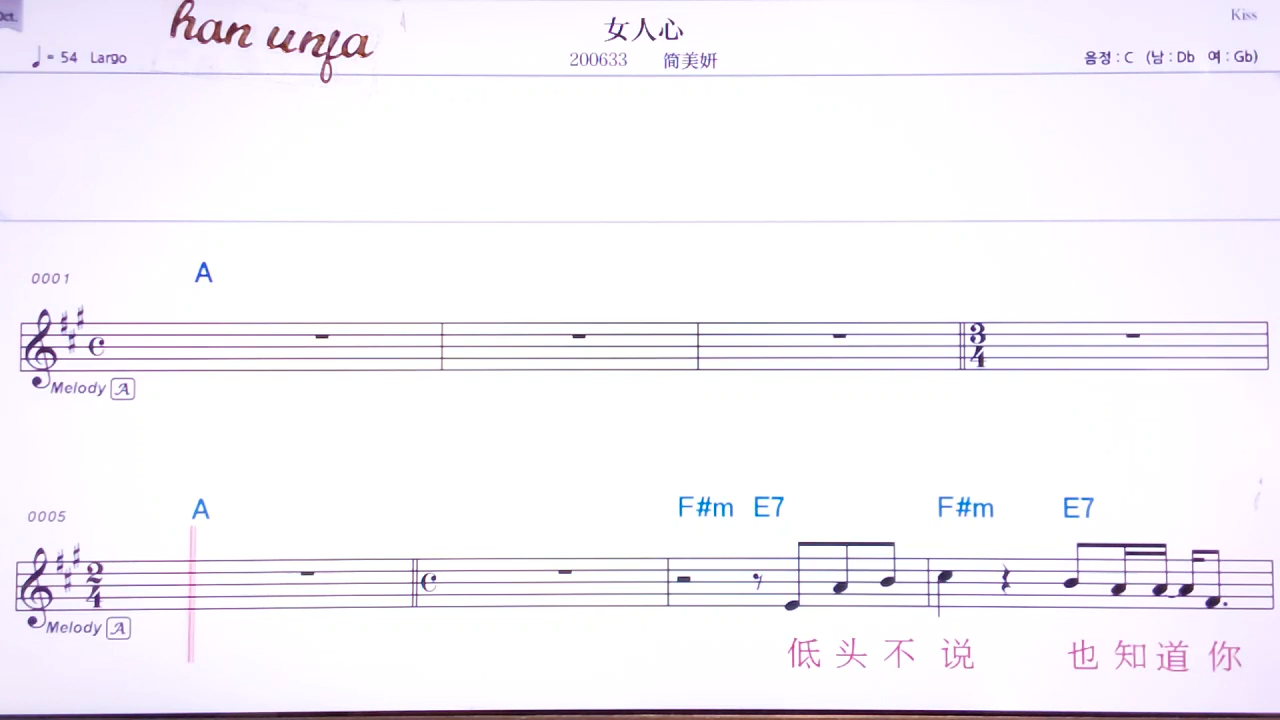 Oct.
han unja
女人心
Kiss
♩ = 54 Largo
200633 简美妍
음정 : C (남 : Db 여 : Gb)
0001
A
3
4
Melody A
0005
A F#m E7 F#m E7
2
4
Melody A
低 头 不 说 也 知 道 你